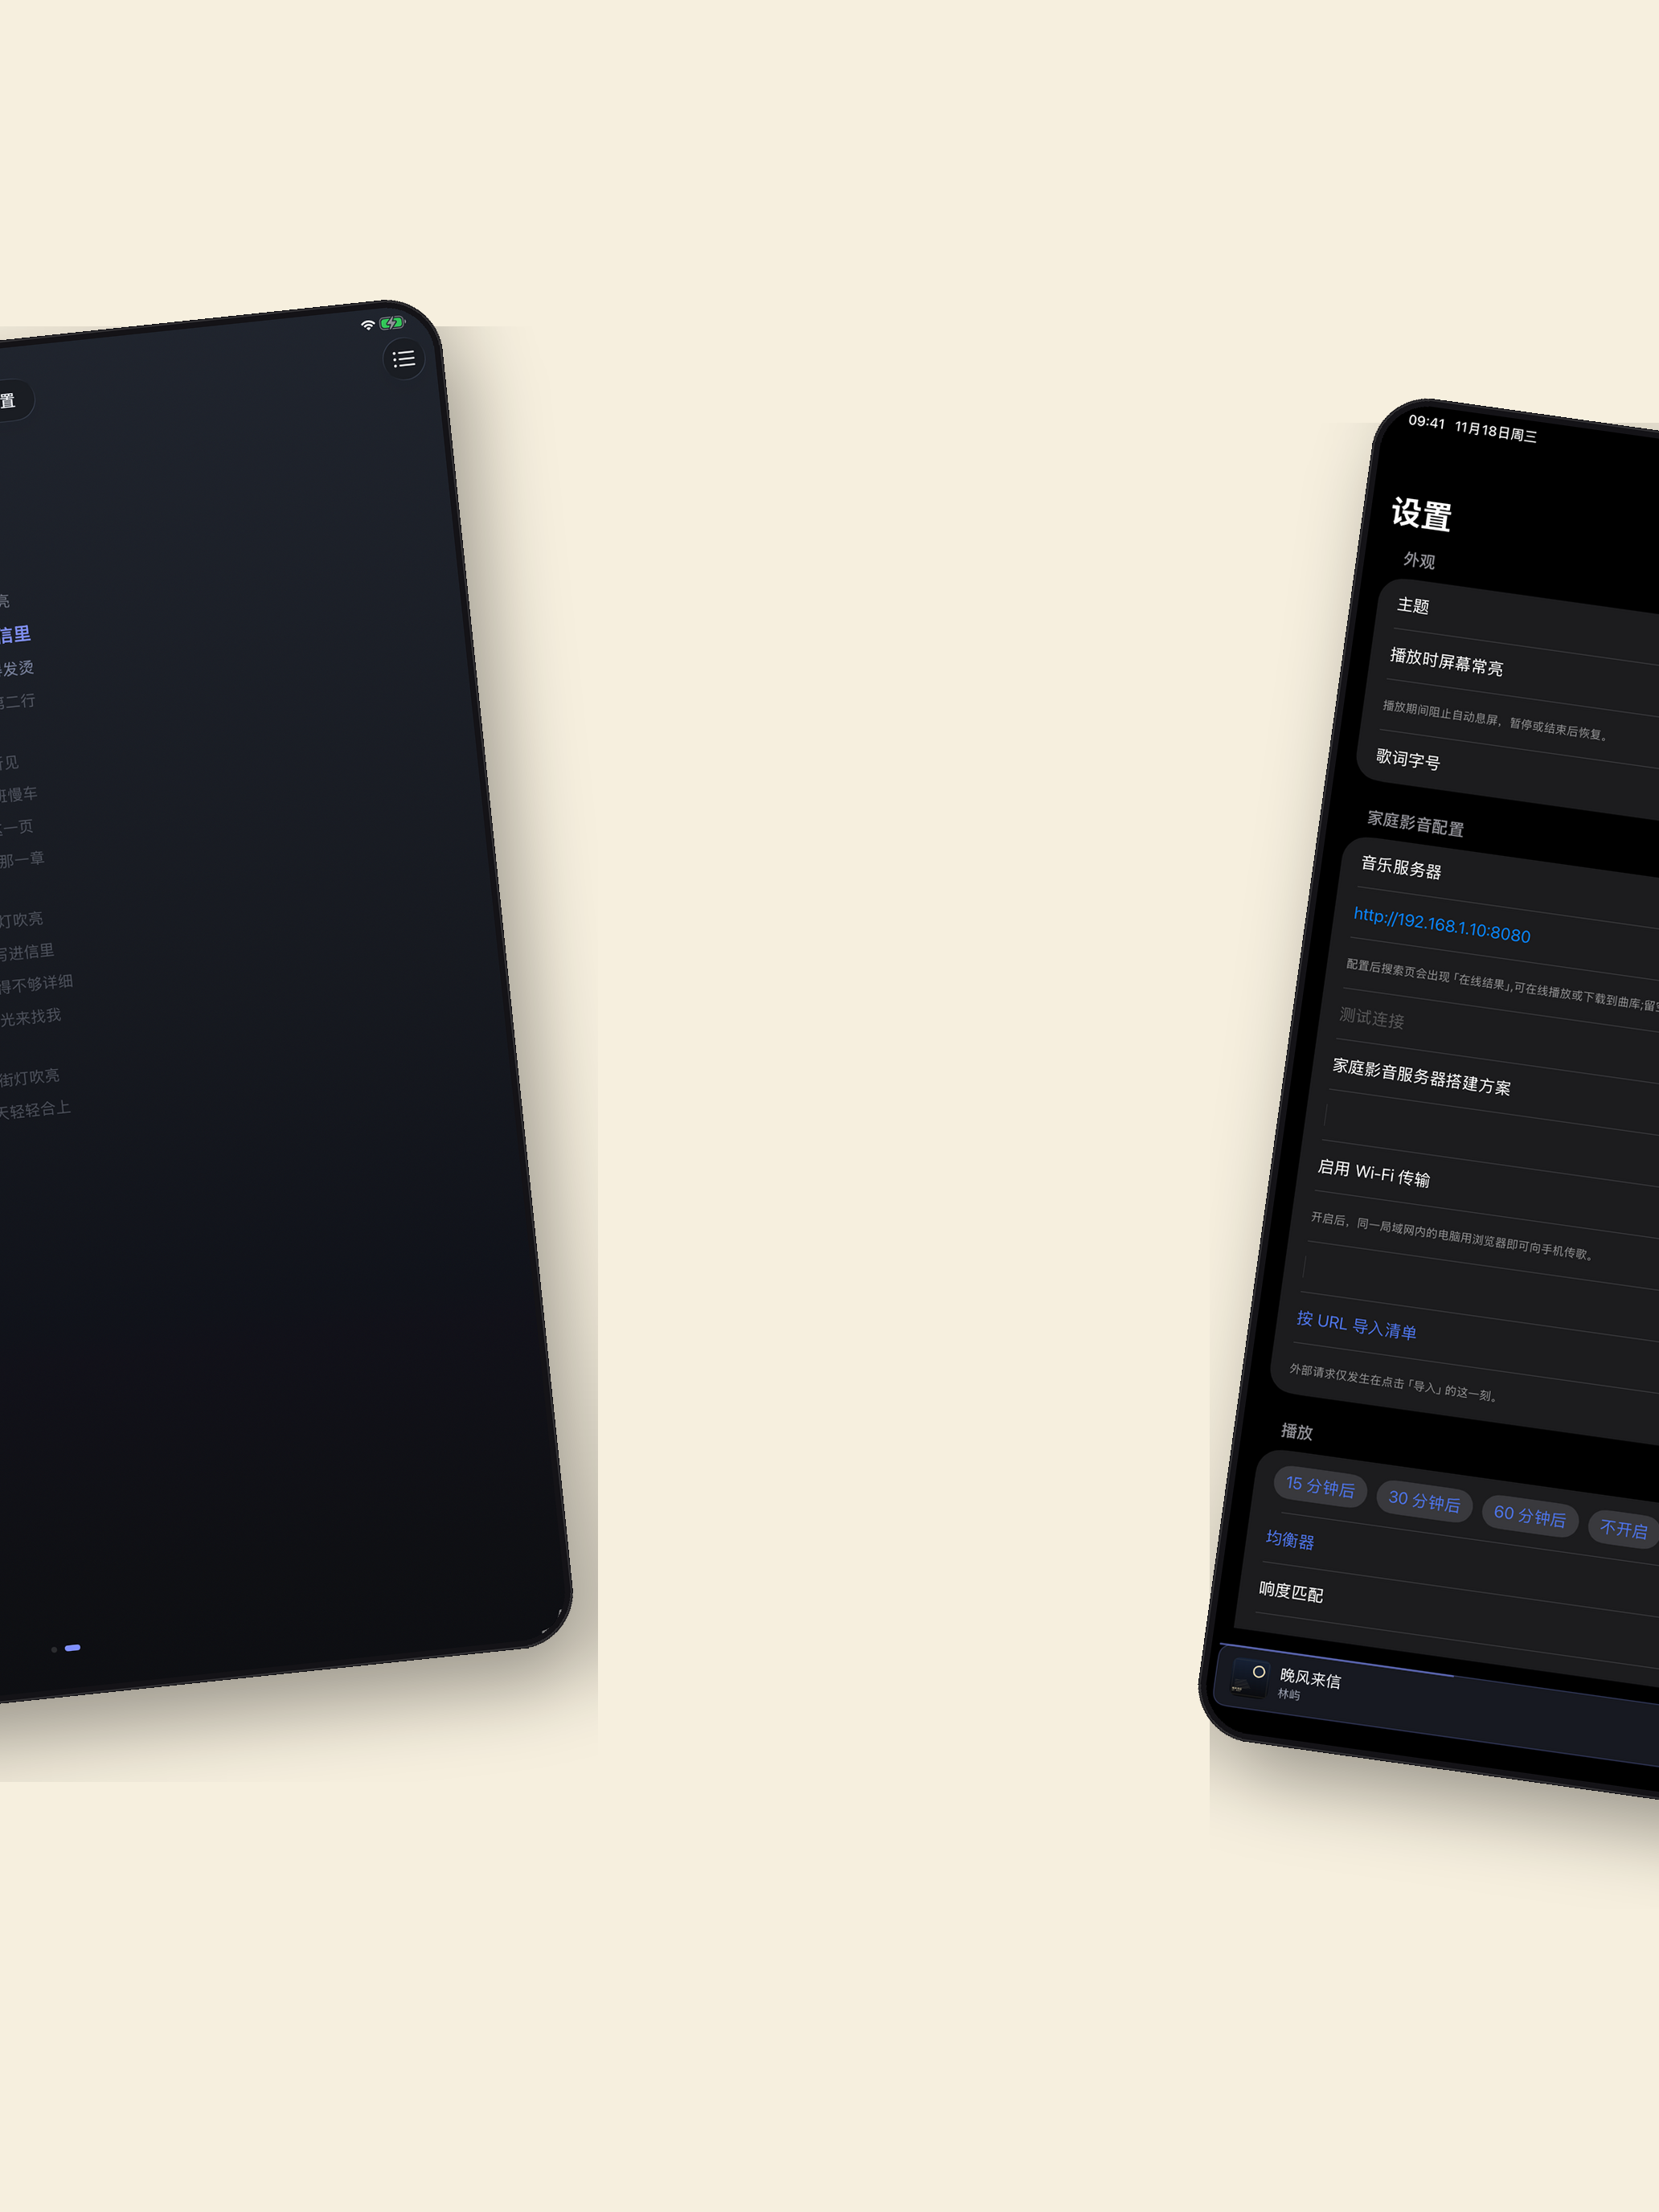 置
亮
信里
发烫
第二行
听见
班慢车
一页
那一章
灯吹亮
写进信里
得不够详细
光来找我
街灯吹亮
天轻轻合上
09:41 11月18日周三
设置
外观
主题
播放时屏幕常亮
播放期间阻止自动息屏，暂停或结束后恢复。
歌词字号
家庭影音配置
音乐服务器
http://192.168.1.10:8080
配置后搜索页会出现「在线结果」,可在线播放或下载到曲库;留空
测试连接
家庭影音服务器搭建方案
启用 Wi-Fi 传输
开启后，同一局域网内的电脑用浏览器即可向手机传歌。
按 URL 导入清单
外部请求仅发生在点击「导入」的这一刻。
播放
15 分钟后 30 分钟后 60 分钟后 不开启
均衡器
响度匹配
晚风来信
林屿